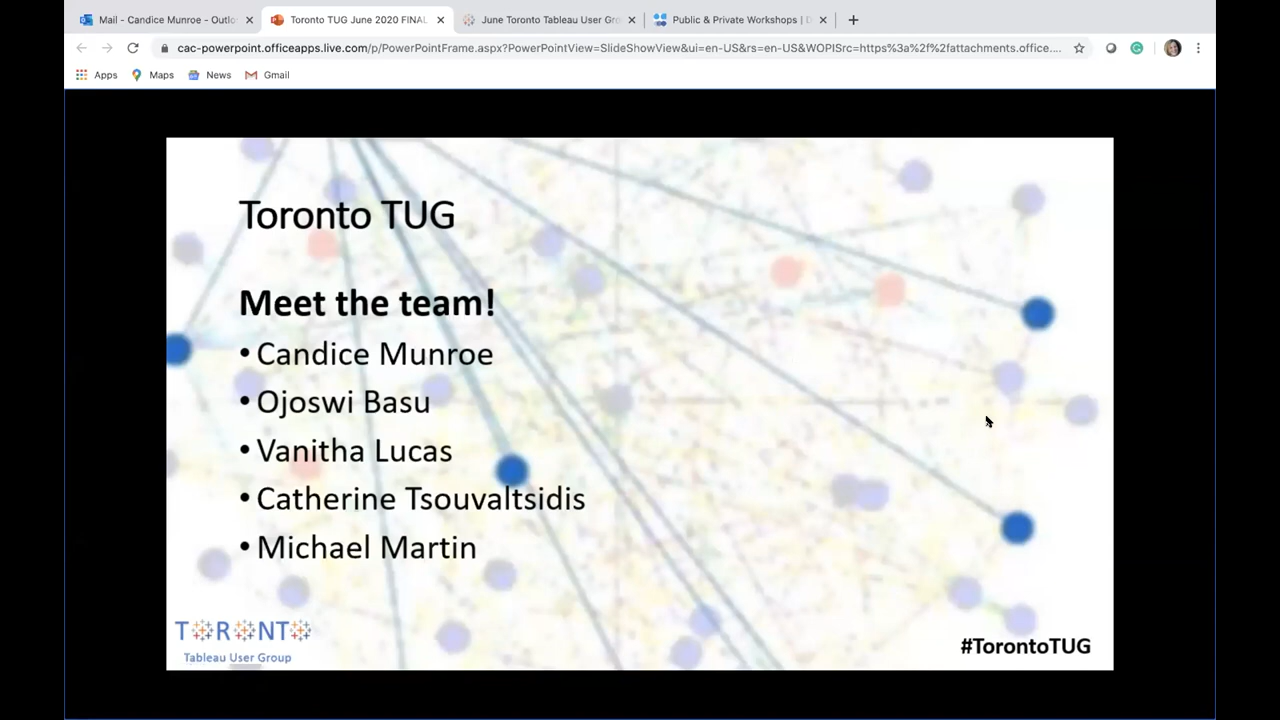 Mail - Candice Munroe - Outlo
Toronto TUG June 2020 FINAL
June Toronto Tableau User Gro
Public & Private Workshops | D
cac-powerpoint.officeapps.live.com/p/PowerPointFrame.aspx?PowerPointView=SlideShowView&ui=en-US&rs=en-US&WOPISrc=https%3a%2f%2fattachments.office....
Apps
Maps
News
Gmail
Toronto TUG
Meet the team!
• Candice Munroe
• Ojoswi Basu
• Vanitha Lucas
• Catherine Tsouvaltsidis
• Michael Martin
TORONTO
Tableau User Group
#TorontoTUG